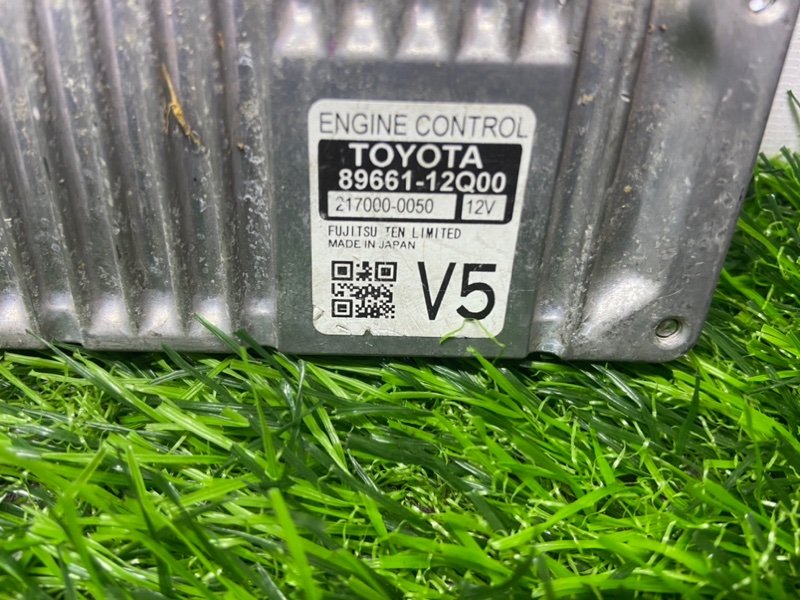 ENGINE CONTROL
TOYOTA
89661-12Q00
217000-0050 12V
FUJITSU TEN LIMITED
MADE IN JAPAN
V5